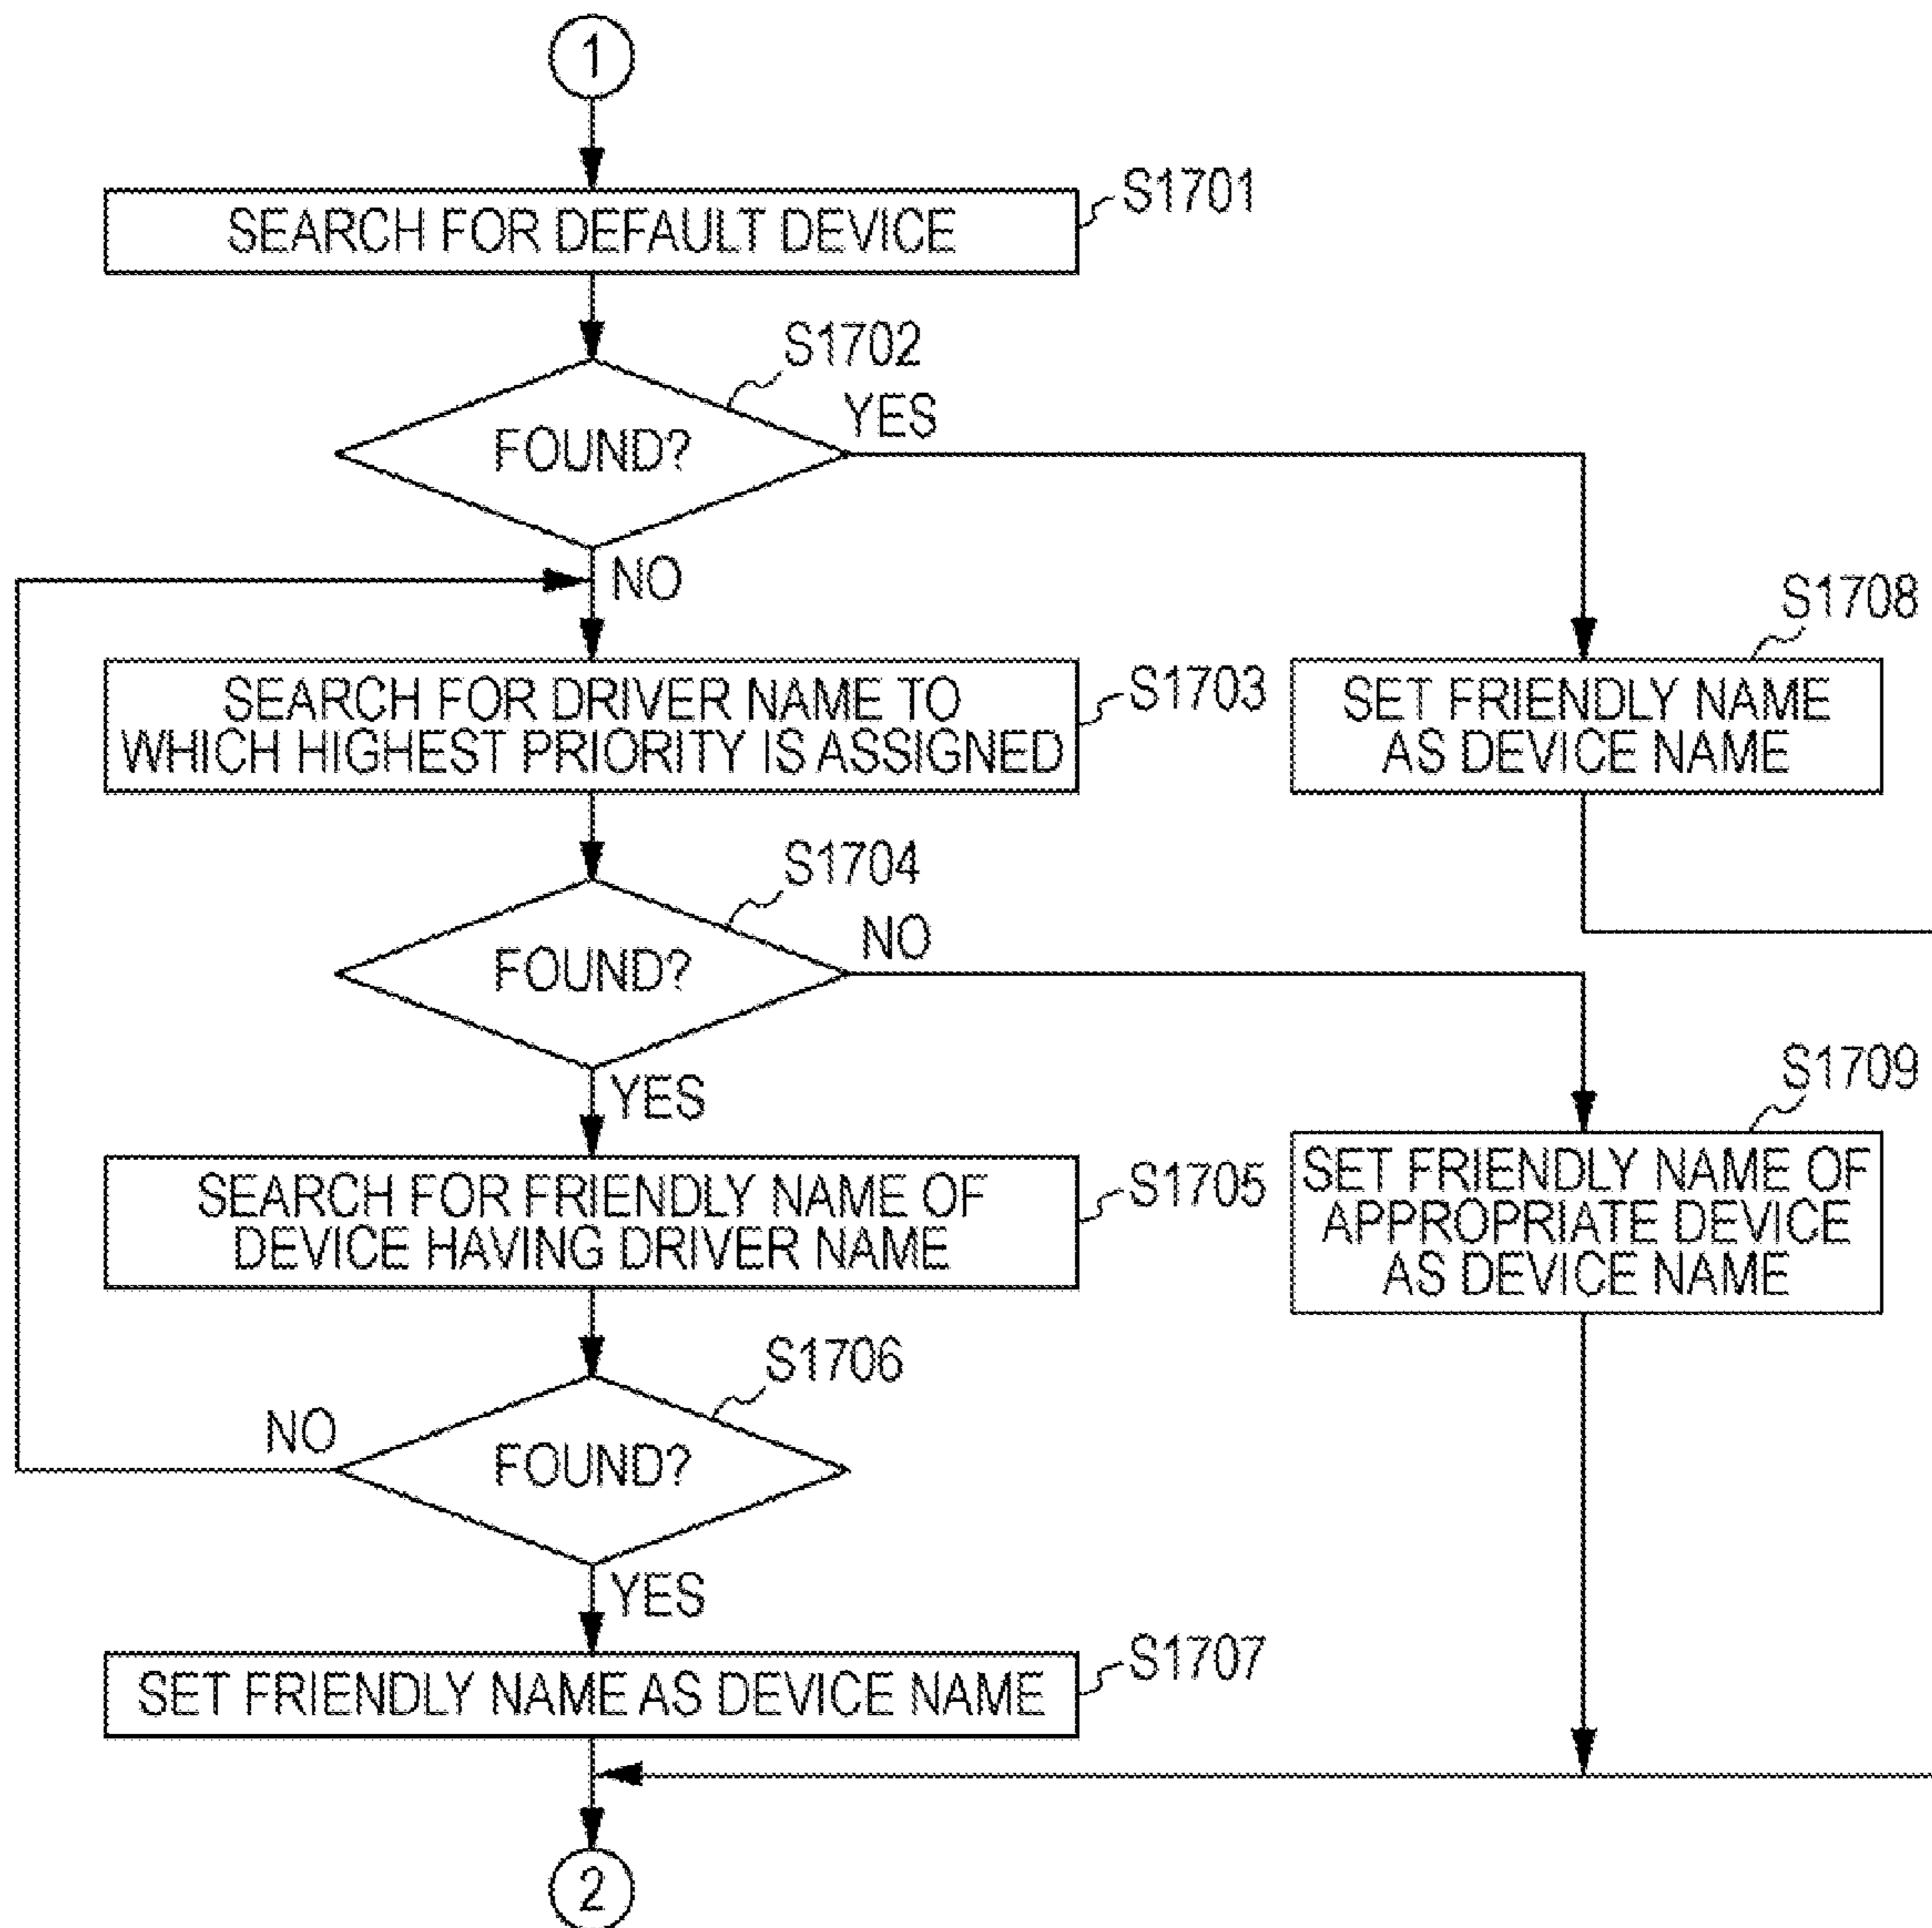 1
SEARCH FOR DEFAULT DEVICE
S1701
S1702
FOUND?
YES
NO
SEARCH FOR DRIVER NAME TO
WHICH HIGHEST PRIORITY IS ASSIGNED
S1703
S1708
SET FRIENDLY NAME
AS DEVICE NAME
S1704
FOUND?
NO
YES
S1709
SET FRIENDLY NAME OF
APPROPRIATE DEVICE
AS DEVICE NAME
SEARCH FOR FRIENDLY NAME OF
DEVICE HAVING DRIVER NAME
S1705
S1706
NO
FOUND?
YES
SET FRIENDLY NAME AS DEVICE NAME
S1707
2